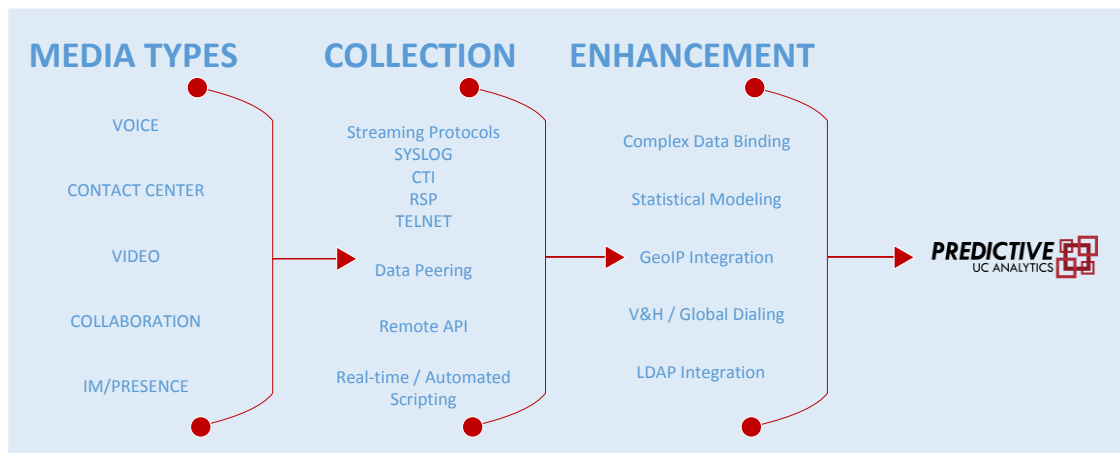 MEDIA TYPES
VOICE
CONTACT CENTER
VIDEO
COLLABORATION
IM/PRESENCE
COLLECTION
Streaming Protocols
SYSLOG
CTI
RSP
TELNET
Data Peering
Remote API
Real-time / Automated
Scripting
ENHANCEMENT
Complex Data Binding
Statistical Modeling
GeoIP Integration
V&H / Global Dialing
LDAP Integration
PREDICTIVE
UC ANALYTICS